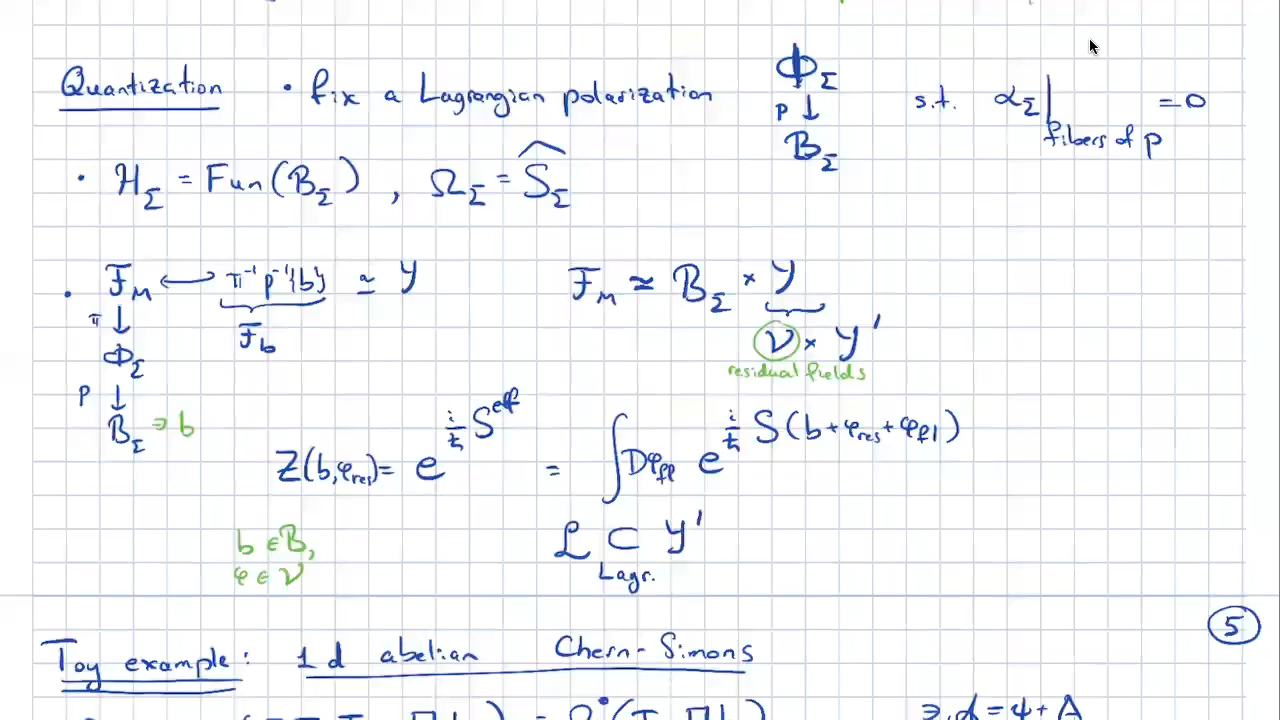 Quantization • fix a Lagrangian polarization Φ_Σ p ↓ B_Σ s.t. α_Σ | fibers of p = 0
• H_Σ = Fun(B_Σ), Ω_Σ = Ŝ_Σ
• F_M ↩ π⁻¹p⁻¹{b} ≃ Y F_M ≃ B_Σ × Y
π ↓ F_b V × Y'
Φ_Σ residual fields
p ↓
B_Σ ∋ b
Z(b,φ_res) = e^{i/ħ S^eff} = ∫ Dφ_fl e^{i/ħ S(b+φ_res+φ_fl)}
b ∈ B, L ⊂ Y'
φ ∈ V Lagr.
5
Toy example: 1d abelian Chern-Simons